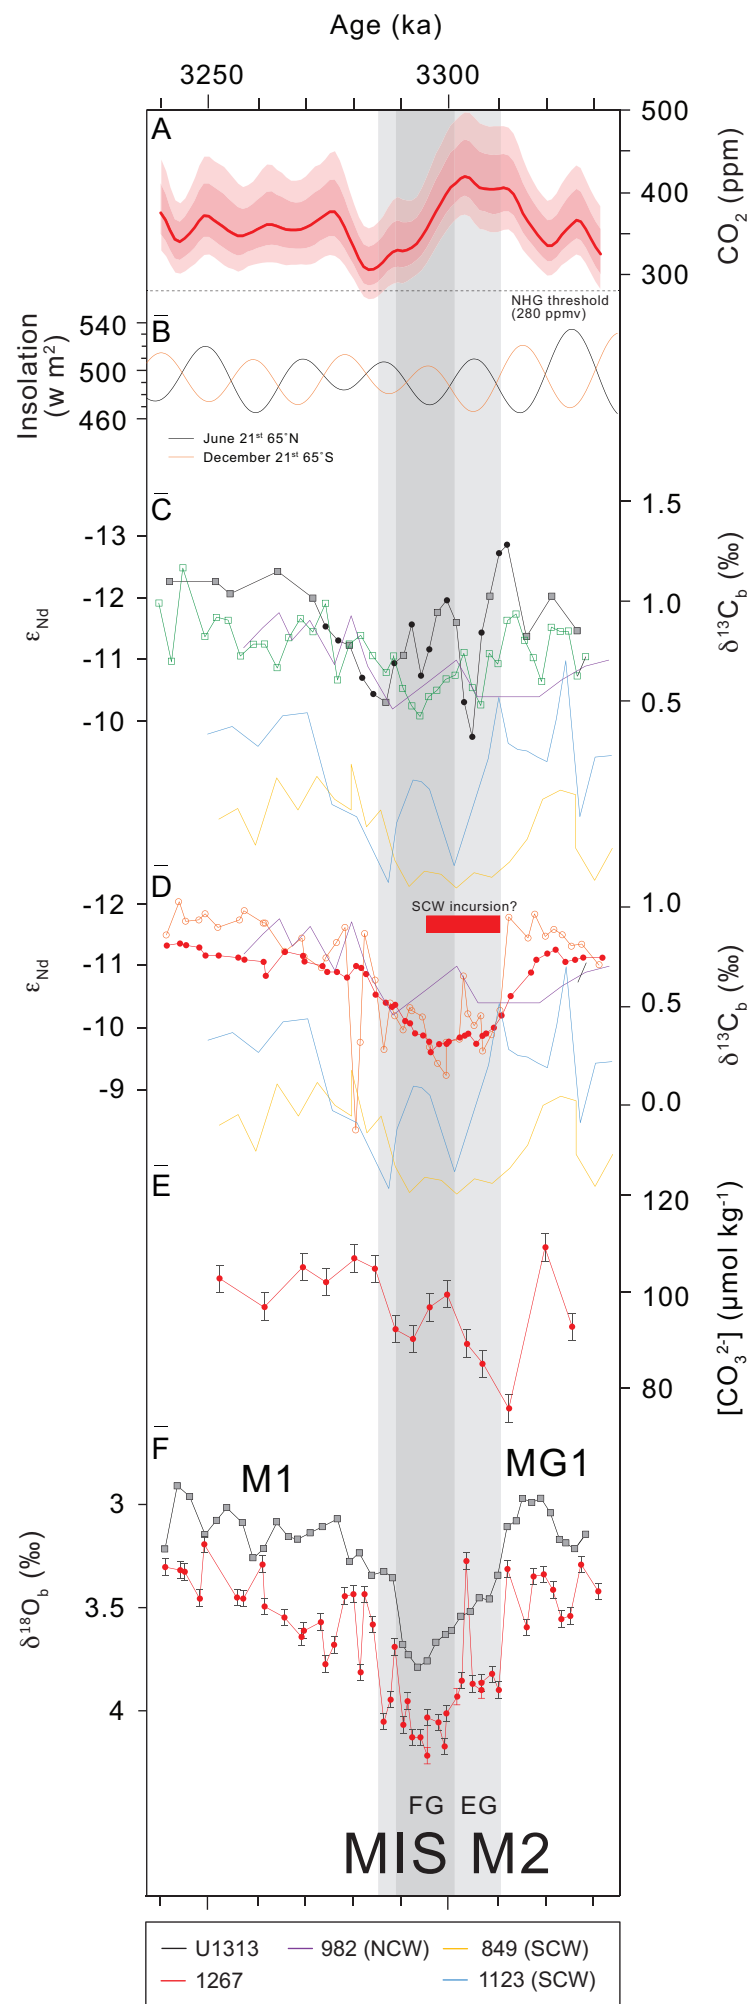 Age (ka)
3250
3300
A
500
400
300
CO2 (ppm)
NHG threshold
(280 ppmv)
B
540
500
460
Insolation
(w m²)
June 21st 65°N
December 21st 65°S
C
-13
-12
-11
-10
εNd
1.5
1.0
0.5
δ¹³Cb (‰)
D
SCW incursion?
-12
-11
-10
-9
εNd
1.0
0.5
0.0
δ¹³Cb (‰)
E
120
100
80
[CO₃²⁻] (μmol kg⁻¹)
F
M1
MG1
3
3.5
4
δ¹⁸Ob (‰)
FG
EG
MIS M2
U1313
982 (NCW)
849 (SCW)
1267
1123 (SCW)